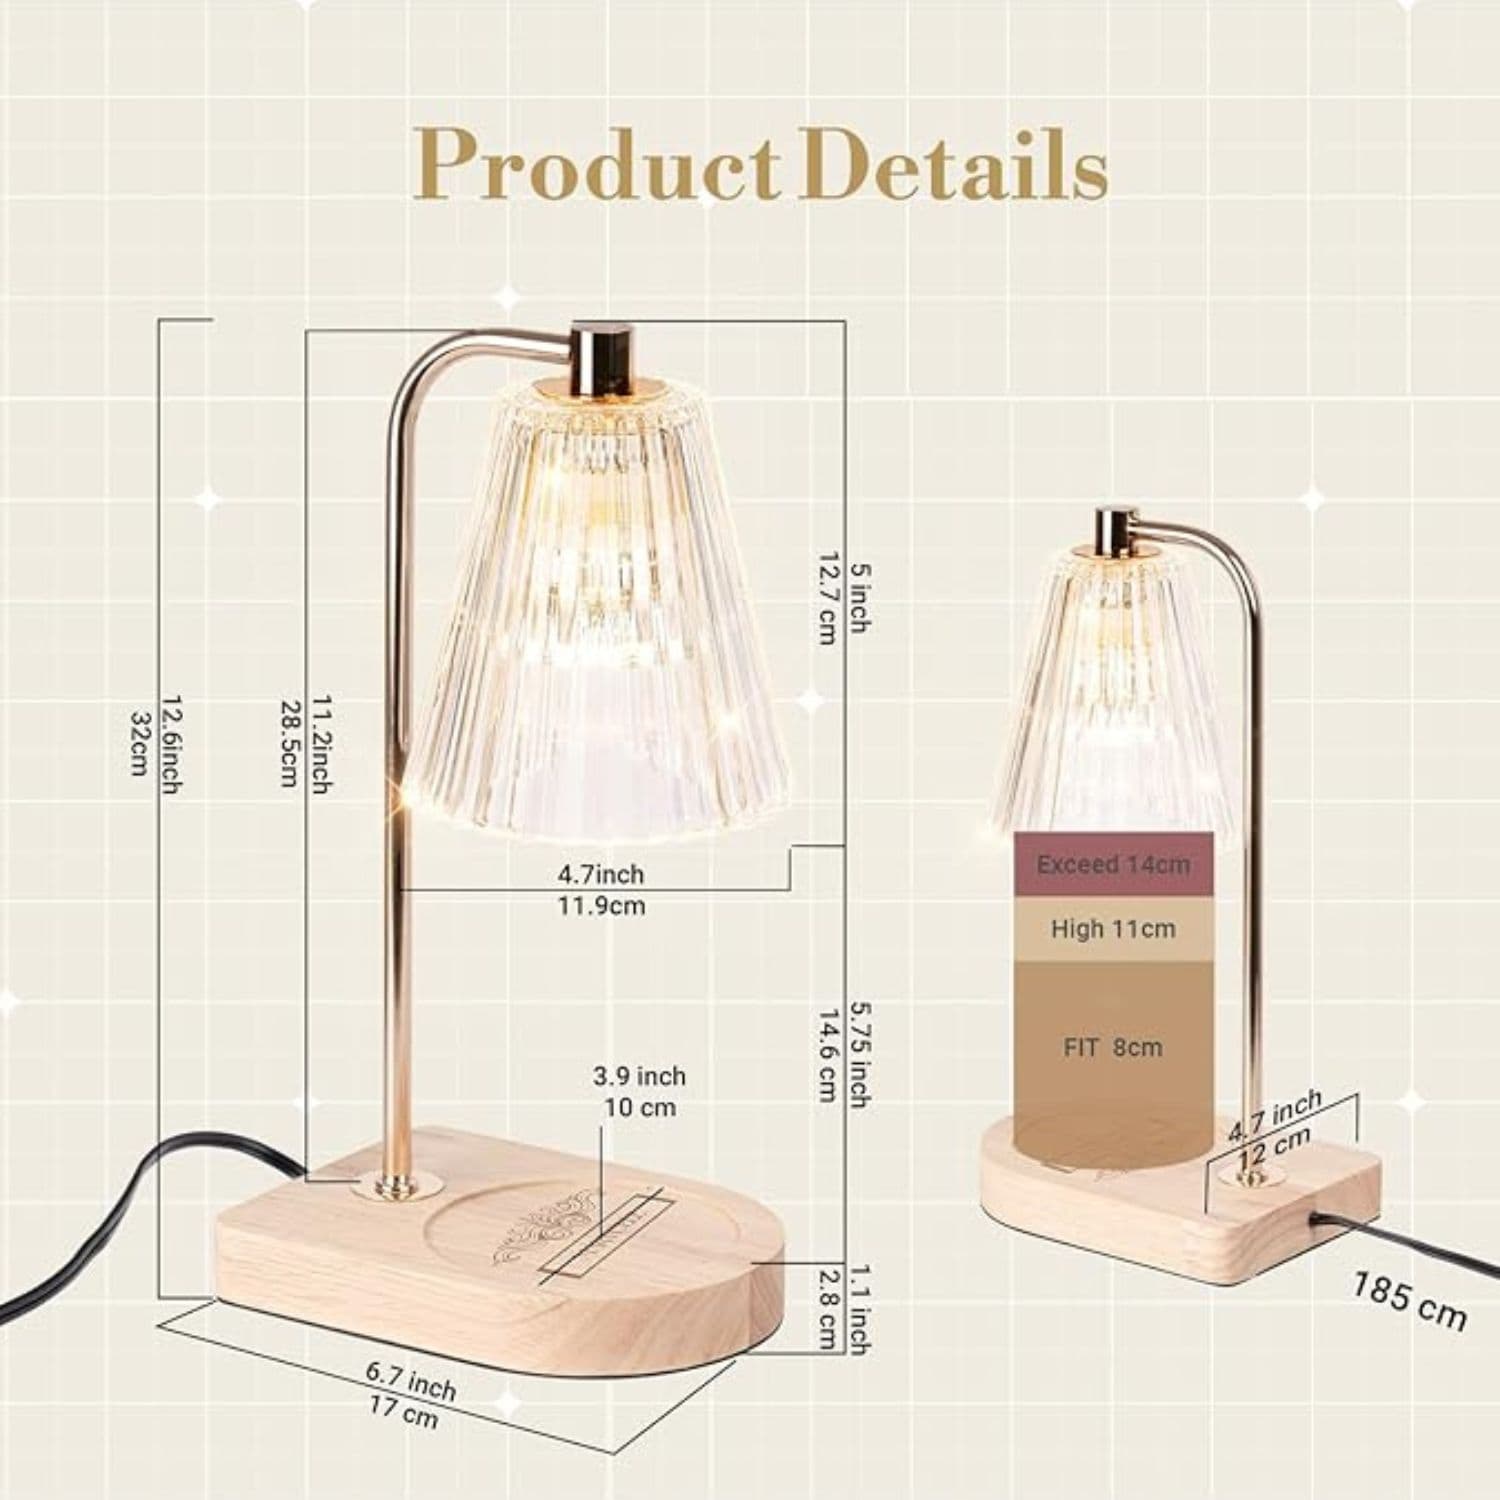 Product Details
12.6inch
32cm
11.2inch
28.5cm
5 inch
12.7 cm
4.7inch
11.9cm
5.75 inch
14.6 cm
3.9 inch
10 cm
1.1 inch
2.8 cm
6.7 inch
17 cm
Exceed 14cm
High 11cm
FIT 8cm
4.7 inch
12 cm
185 cm